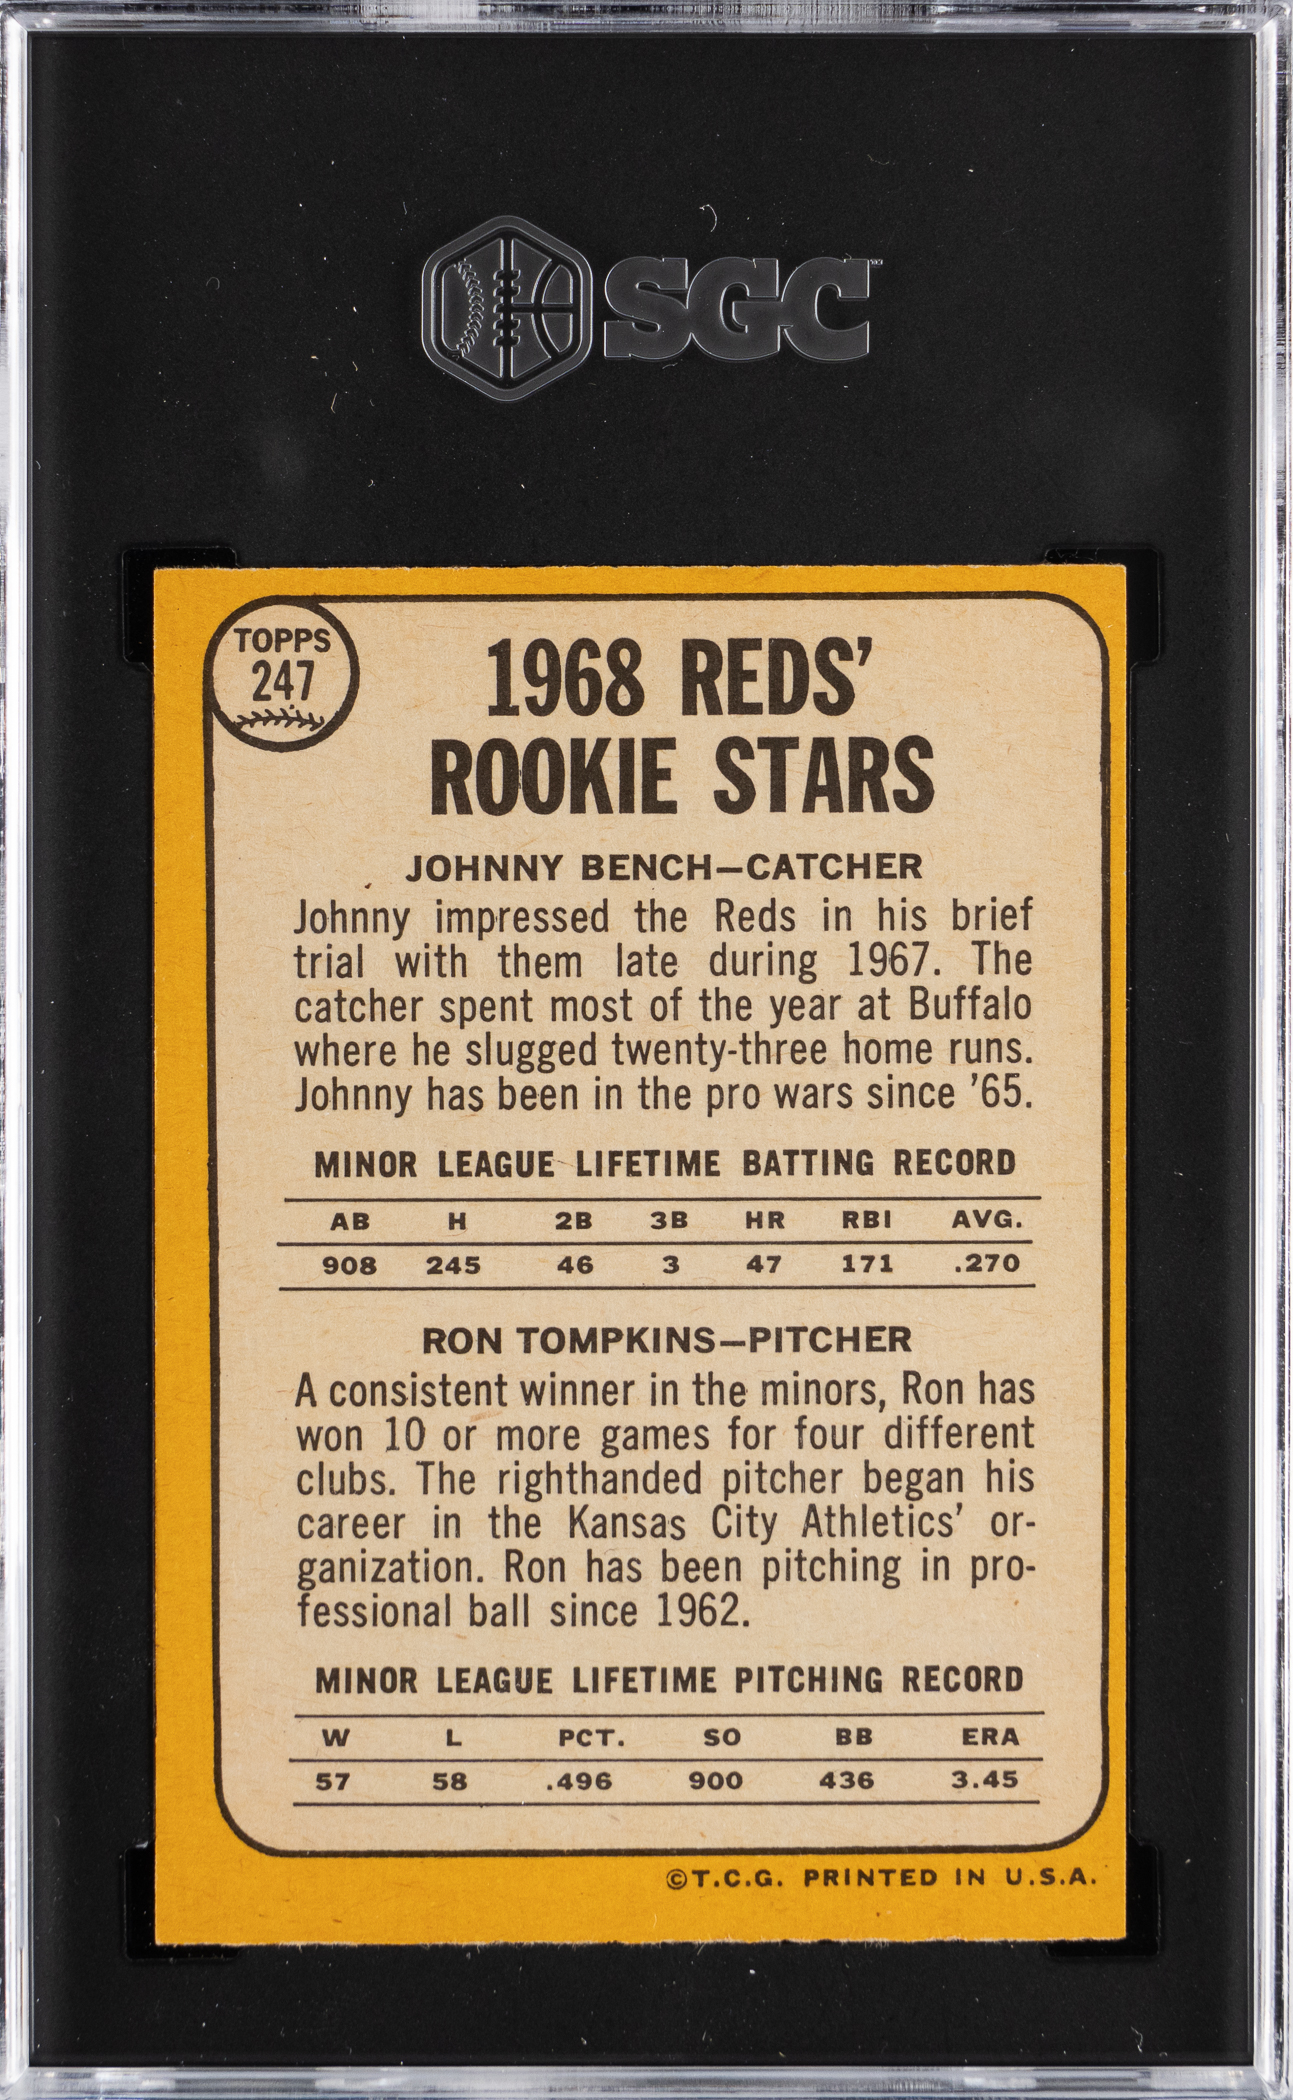 SGC™
TOPPS
247
1968 REDS’
ROOKIE STARS
JOHNNY BENCH—CATCHER
Johnny impressed the Reds in his brief
trial with them late during 1967. The
catcher spent most of the year at Buffalo
where he slugged twenty-three home runs.
Johnny has been in the pro wars since ’65.
MINOR LEAGUE LIFETIME BATTING RECORD
AB H 2B 3B HR RBI AVG.
908 245 46 3 47 171 .270
RON TOMPKINS—PITCHER
A consistent winner in the minors, Ron has
won 10 or more games for four different
clubs. The righthanded pitcher began his
career in the Kansas City Athletics’ or-
ganization. Ron has been pitching in pro-
fessional ball since 1962.
MINOR LEAGUE LIFETIME PITCHING RECORD
W L PCT. SO BB ERA
57 58 .496 900 436 3.45
©T.C.G. PRINTED IN U.S.A.